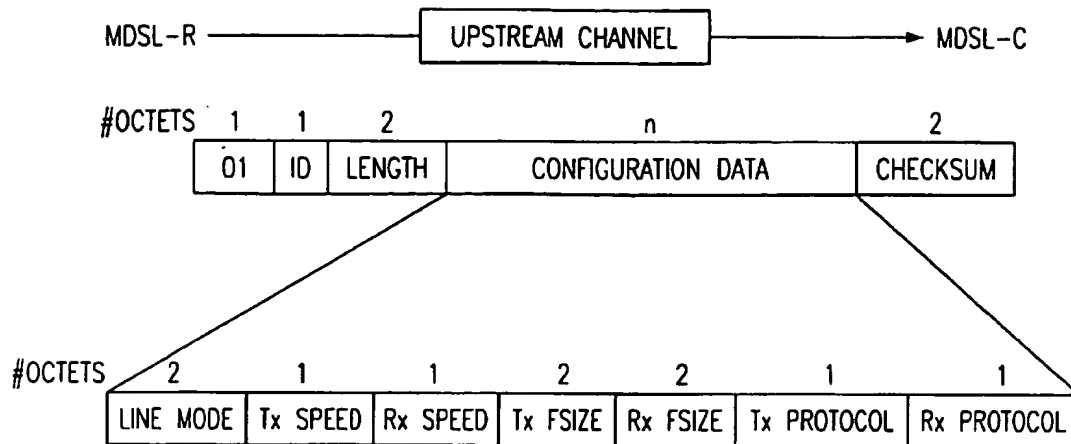 MDSL-R UPSTREAM CHANNEL MDSL-C
#OCTETS 1 1 2 n 2
01 ID LENGTH CONFIGURATION DATA CHECKSUM
#OCTETS 2 1 1 2 2 1 1
LINE MODE Tx SPEED Rx SPEED Tx FSIZE Rx FSIZE Tx PROTOCOL Rx PROTOCOL